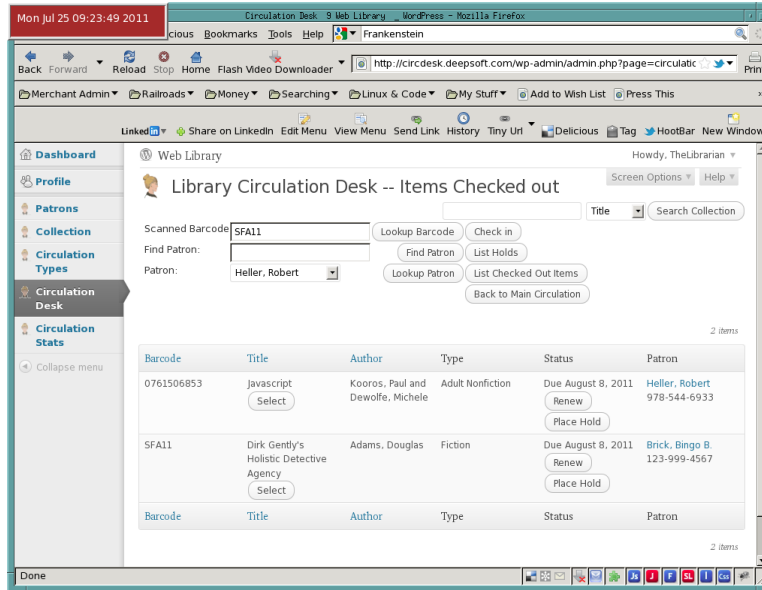 Mon Jul 25 09:23:49 2011
Circulation Desk 9 Web Library _ WordPress - Mozilla Firefox
Bookmarks Tools Help Frankenstein
Back Forward Reload Stop Home Flash Video Downloader http://circdesk.deepsoft.com/wp-admin/admin.php?page=circulatic Prin
Merchant Admin Railroads Money Searching Linux & Code My Stuff Add to Wish List Press This
Linked in Share on LinkedIn Edit Menu View Menu Send Link History Tiny Url Delicious Tag HootBar New Window
Dashboard
Profile
Patrons
Collection
Circulation
Types
Circulation
Desk
Circulation
Stats
Collapse menu
Web Library Howdy, TheLibrarian
Screen Options Help
Library Circulation Desk -- Items Checked out
Title Search Collection
Scanned Barcode SFA11 Lookup Barcode Check in
Find Patron: Find Patron List Holds
Patron: Heller, Robert Lookup Patron List Checked Out Items
Back to Main Circulation
2 items
Barcode Title Author Type Status Patron
0761506853 Javascript Kooros, Paul and Adult Nonfiction Due August 8, 2011 Heller, Robert
Select Dewolfe, Michele Renew 978-544-6933
Place Hold
SFA11 Dirk Gently's Adams, Douglas Fiction Due August 8, 2011 Brick, Bingo B.
Holistic Detective Renew 123-999-4567
Agency
Select Place Hold
Barcode Title Author Type Status Patron
2 items
Done Js J F SL I Css